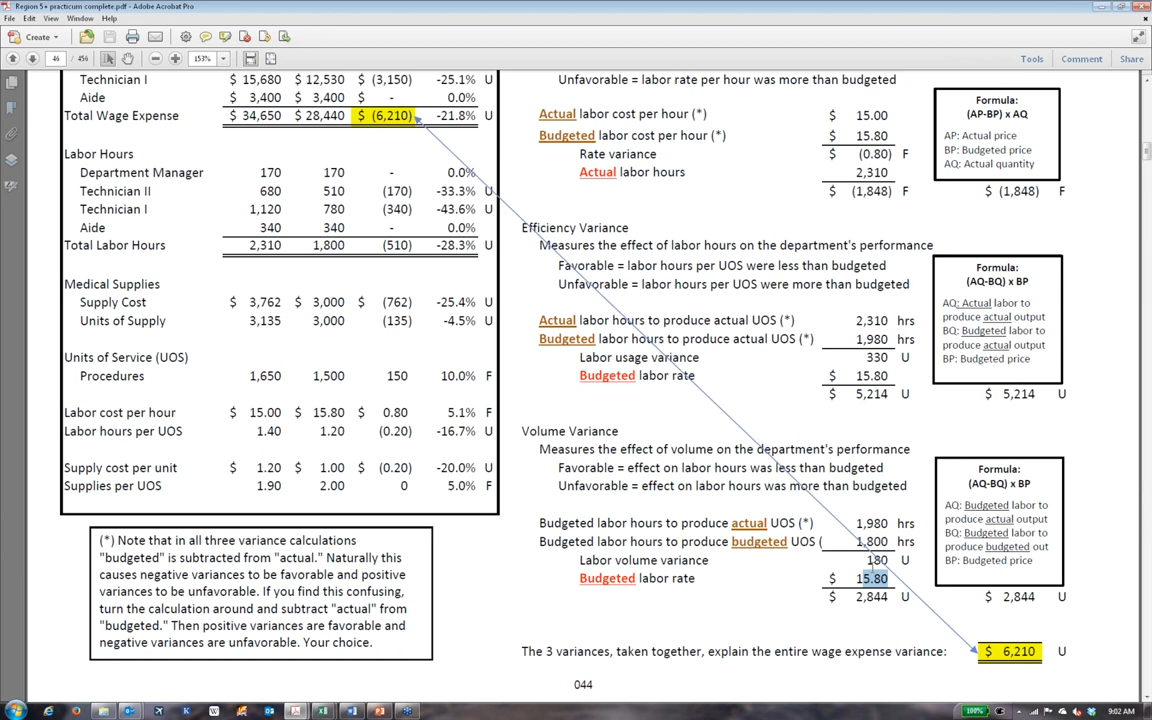 Region 5+ practicum complete.pdf - Adobe Acrobat Pro
File Edit View Window Help
Create
46 / 456 153% Tools Comment Share
Technician I $ 15,680 $ 12,530 $ (3,150) -25.1% U
Aide $ 3,400 $ 3,400 $ - 0.0%
Total Wage Expense $ 34,650 $ 28,440 $ (6,210) -21.8% U
Labor Hours
Department Manager 170 170 - 0.0%
Technician II 680 510 (170) -33.3% U
Technician I 1,120 780 (340) -43.6% U
Aide 340 340 - 0.0%
Total Labor Hours 2,310 1,800 (510) -28.3% U
Medical Supplies
Supply Cost $ 3,762 $ 3,000 $ (762) -25.4% U
Units of Supply 3,135 3,000 (135) -4.5% U
Units of Service (UOS)
Procedures 1,650 1,500 150 10.0% F
Labor cost per hour $ 15.00 $ 15.80 $ 0.80 5.1% F
Labor hours per UOS 1.40 1.20 (0.20) -16.7% U
Supply cost per unit $ 1.20 $ 1.00 $ (0.20) -20.0% U
Supplies per UOS 1.90 2.00 0 5.0% F
(*) Note that in all three variance calculations
"budgeted" is subtracted from "actual." Naturally this
causes negative variances to be favorable and positive
variances to be unfavorable. If you find this confusing,
turn the calculation around and subtract "actual" from
"budgeted." Then positive variances are favorable and
negative variances are unfavorable. Your choice.
Unfavorable = labor rate per hour was more than budgeted
Actual labor cost per hour (*) $ 15.00
Budgeted labor cost per hour (*) $ 15.80
Rate variance $ (0.80) F
Actual labor hours 2,310
$ (1,848) F $ (1,848) F
Formula:
(AP-BP) x AQ
AP: Actual price
BP: Budgeted price
AQ: Actual quantity
Efficiency Variance
Measures the effect of labor hours on the department's performance
Favorable = labor hours per UOS were less than budgeted
Unfavorable = labor hours per UOS were more than budgeted
Actual labor hours to produce actual UOS (*) 2,310 hrs
Budgeted labor hours to produce actual UOS (*) 1,980 hrs
Labor usage variance 330 U
Budgeted labor rate $ 15.80
$ 5,214 U $ 5,214 U
Formula:
(AQ-BQ) x BP
AQ: Actual labor to
produce actual output
BQ: Budgeted labor to
produce actual output
BP: Budgeted price
Volume Variance
Measures the effect of volume on the department's performance
Favorable = effect on labor hours was less than budgeted
Unfavorable = effect on labor hours was more than budgeted
Budgeted labor hours to produce actual UOS (*) 1,980 hrs
Budgeted labor hours to produce budgeted UOS ( 1,800 hrs
Labor volume variance 180 U
Budgeted labor rate $ 15.80
$ 2,844 U $ 2,844 U
Formula:
(AQ-BQ) x BP
AQ: Budgeted labor to
produce actual output
BQ: Budgeted labor to
produce budgeted out
BP: Budgeted price
The 3 variances, taken together, explain the entire wage expense variance: $ 6,210 U
044
100% 9:02 AM